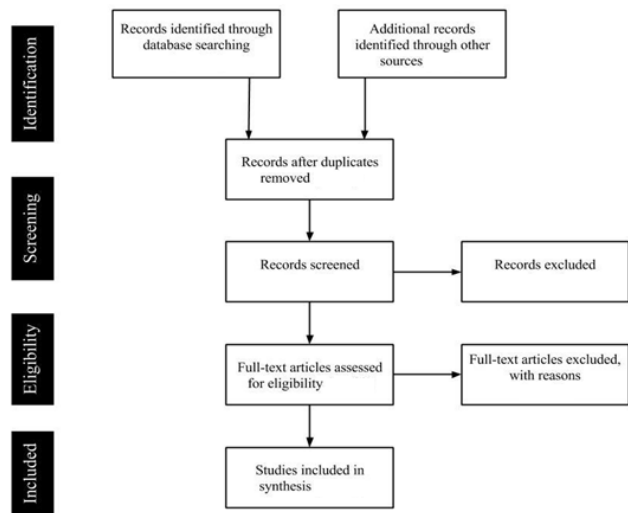 Identification
Records identified through
database searching
Additional records
identified through other
sources
Records after duplicates
removed
Screening
Records screened
Records excluded
Eligibility
Full-text articles assessed
for eligibility
Full-text articles excluded,
with reasons
Included
Studies included in
synthesis